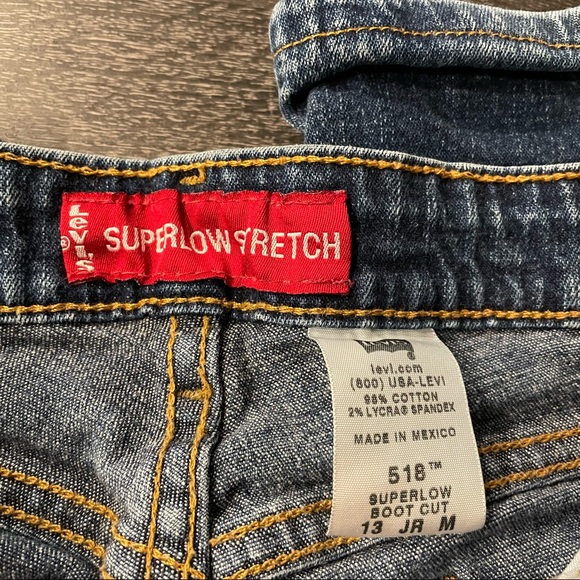 LEVI'S ® SUPERLOW STRETCH
LEVI'S
levi.com
(800) USA-LEVI
98% COTTON
2% LYCRA® SPANDEX
MADE IN MEXICO
518™
SUPERLOW
BOOT CUT
13 JR M